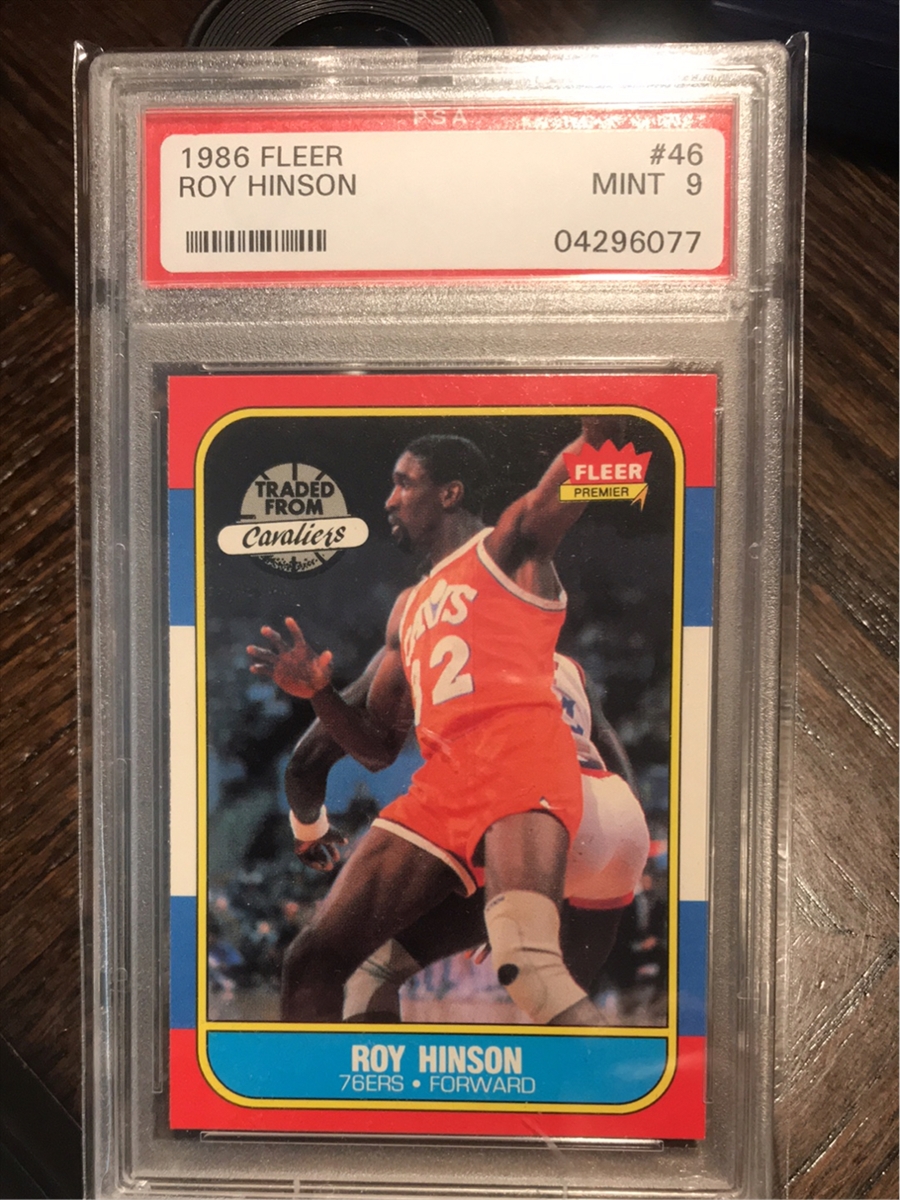 PSA
1986 FLEER #46
ROY HINSON MINT 9
04296077
TRADED
FROM
Cavaliers
FLEER
PREMIER
CAVS
32
ROY HINSON
76ERS • FORWARD